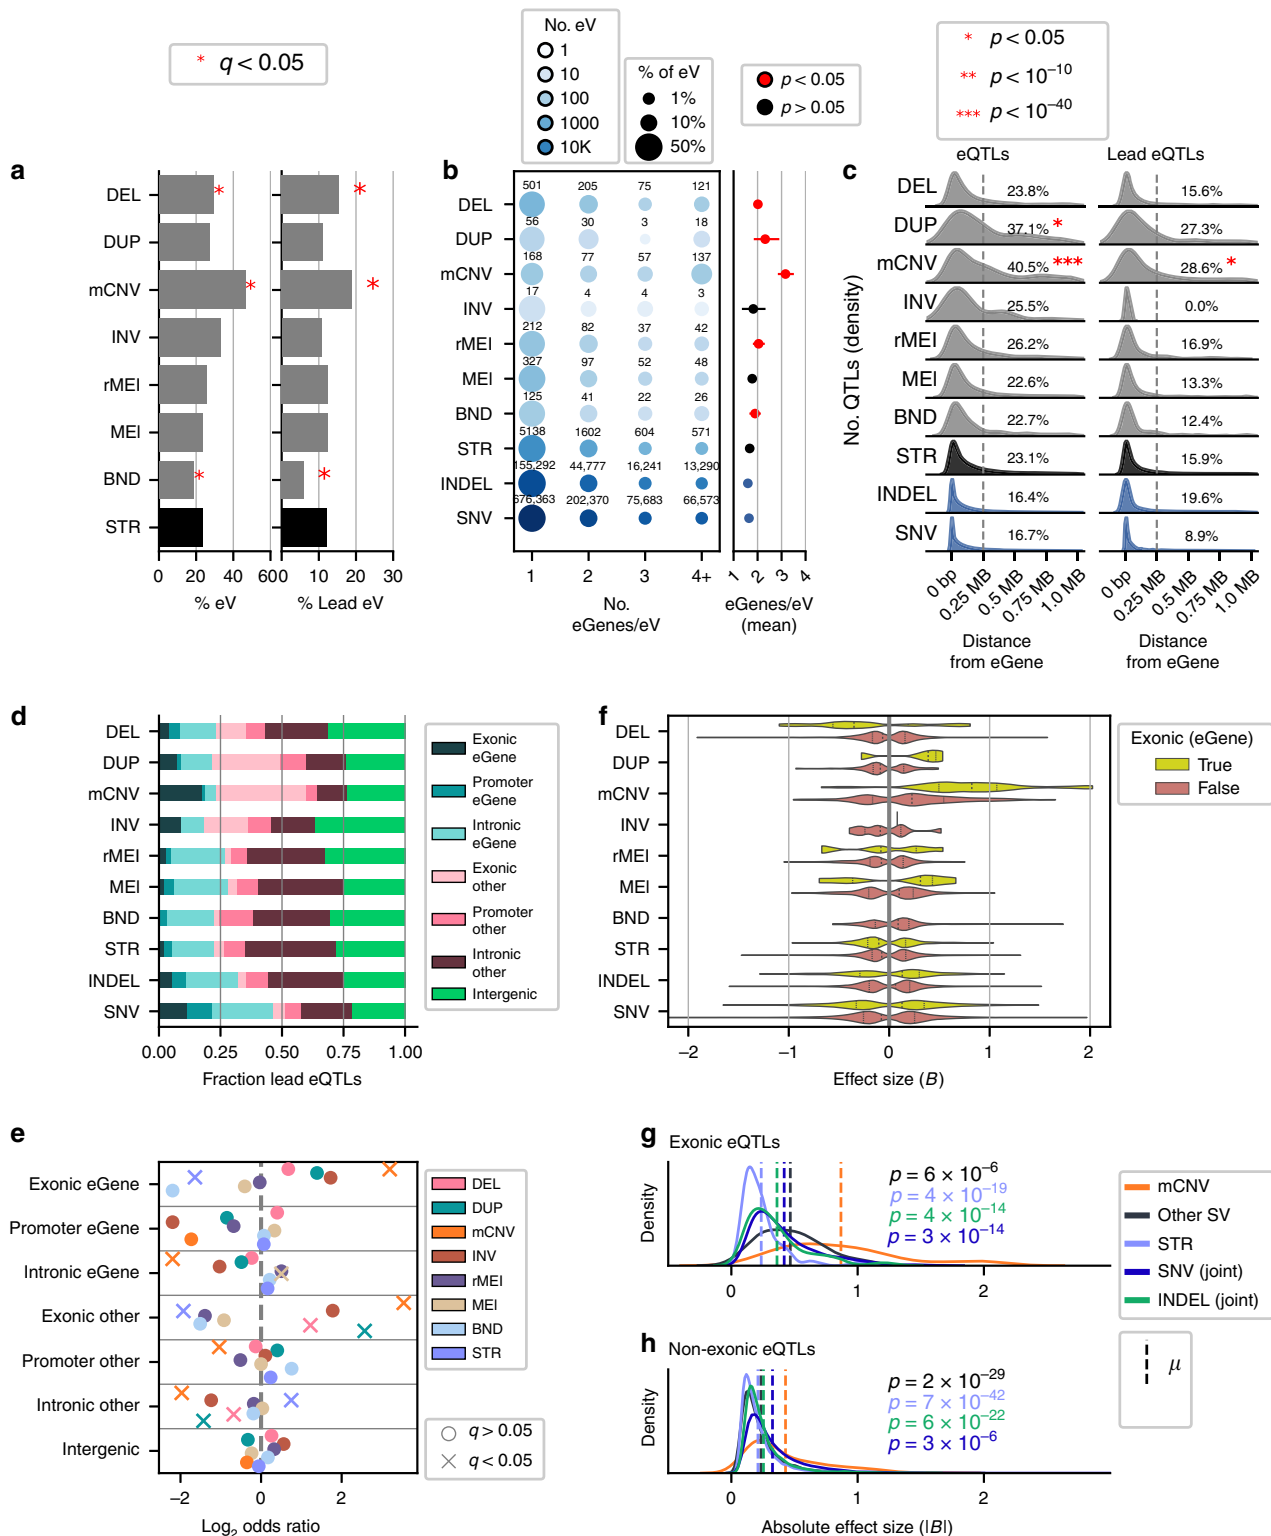 * q < 0.05
No. eV
1
10
100
1000
10K
% of eV
1%
10%
50%
p < 0.05
p > 0.05
* p < 0.05
** p < 10⁻¹⁰
*** p < 10⁻⁴⁰
a
DEL * *
DUP
mCNV * *
INV
rMEI
MEI
BND * *
STR
0 20 40 60 0 10 20 30
% eV % Lead eV
b
501 205 75 121
DEL
56 30 3 18
DUP
168 77 57 137
mCNV
17 4 4 3
INV
212 82 37 42
rMEI
327 97 52 48
MEI
125 41 22 26
BND
5138 1602 604 571
STR
155,292 44,777 16,241 13,290
INDEL
676,363 202,370 75,683 66,573
SNV
1 2 3 4+ 1 2 3 4
No.
eGenes/eV
eGenes/eV
(mean)
c
eQTLs Lead eQTLs
No. QTLs (density)
DEL 23.8% 15.6%
DUP 37.1% * 27.3%
mCNV 40.5% *** 28.6% *
INV 25.5% 0.0%
rMEI 26.2% 16.9%
MEI 22.6% 13.3%
BND 22.7% 12.4%
STR 23.1% 15.9%
INDEL 16.4% 19.6%
SNV 16.7% 8.9%
0 bp 0.25 MB 0.5 MB 0.75 MB 1.0 MB 0 bp 0.25 MB 0.5 MB 0.75 MB 1.0 MB
Distance
from eGene
Distance
from eGene
d
DEL
DUP
mCNV
INV
rMEI
MEI
BND
STR
INDEL
SNV
0.00 0.25 0.50 0.75 1.00
Fraction lead eQTLs
Exonic
eGene
Promoter
eGene
Intronic
eGene
Exonic
other
Promoter
other
Intronic
other
Intergenic
f
DEL
DUP
mCNV
INV
rMEI
MEI
BND
STR
INDEL
SNV
−2 −1 0 1 2
Effect size (B)
Exonic (eGene)
True
False
e
Exonic eGene
Promoter eGene
Intronic eGene
Exonic other
Promoter other
Intronic other
Intergenic
−2 0 2
Log₂ odds ratio
DEL
DUP
mCNV
INV
rMEI
MEI
BND
STR
q > 0.05
q < 0.05
g
Exonic eQTLs
Density
p = 6 × 10⁻⁶
p = 4 × 10⁻¹⁹
p = 4 × 10⁻¹⁴
p = 3 × 10⁻¹⁴
0 1 2
mCNV
Other SV
STR
SNV (joint)
INDEL (joint)
μ
h
Non-exonic eQTLs
Density
p = 2 × 10⁻²⁹
p = 7 × 10⁻⁴²
p = 6 × 10⁻²²
p = 3 × 10⁻⁶
0 1 2
Absolute effect size (|B|)